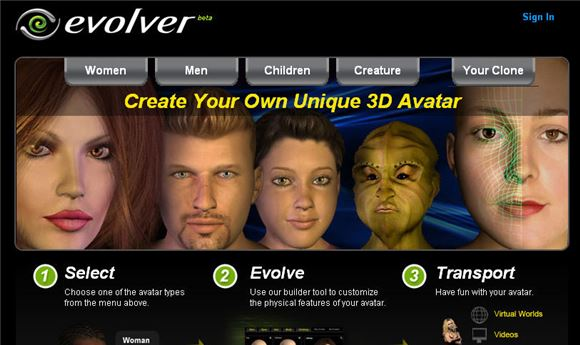 evolver beta
Sign In
Women
Men
Children
Creature
Your Clone
Create Your Own Unique 3D Avatar
1 Select
Choose one of the avatar types
from the menu above.
2 Evolve
Use our builder tool to customize
the physical features of your avatar.
3 Transport
Have fun with your avatar.
Virtual Worlds
Videos
Woman